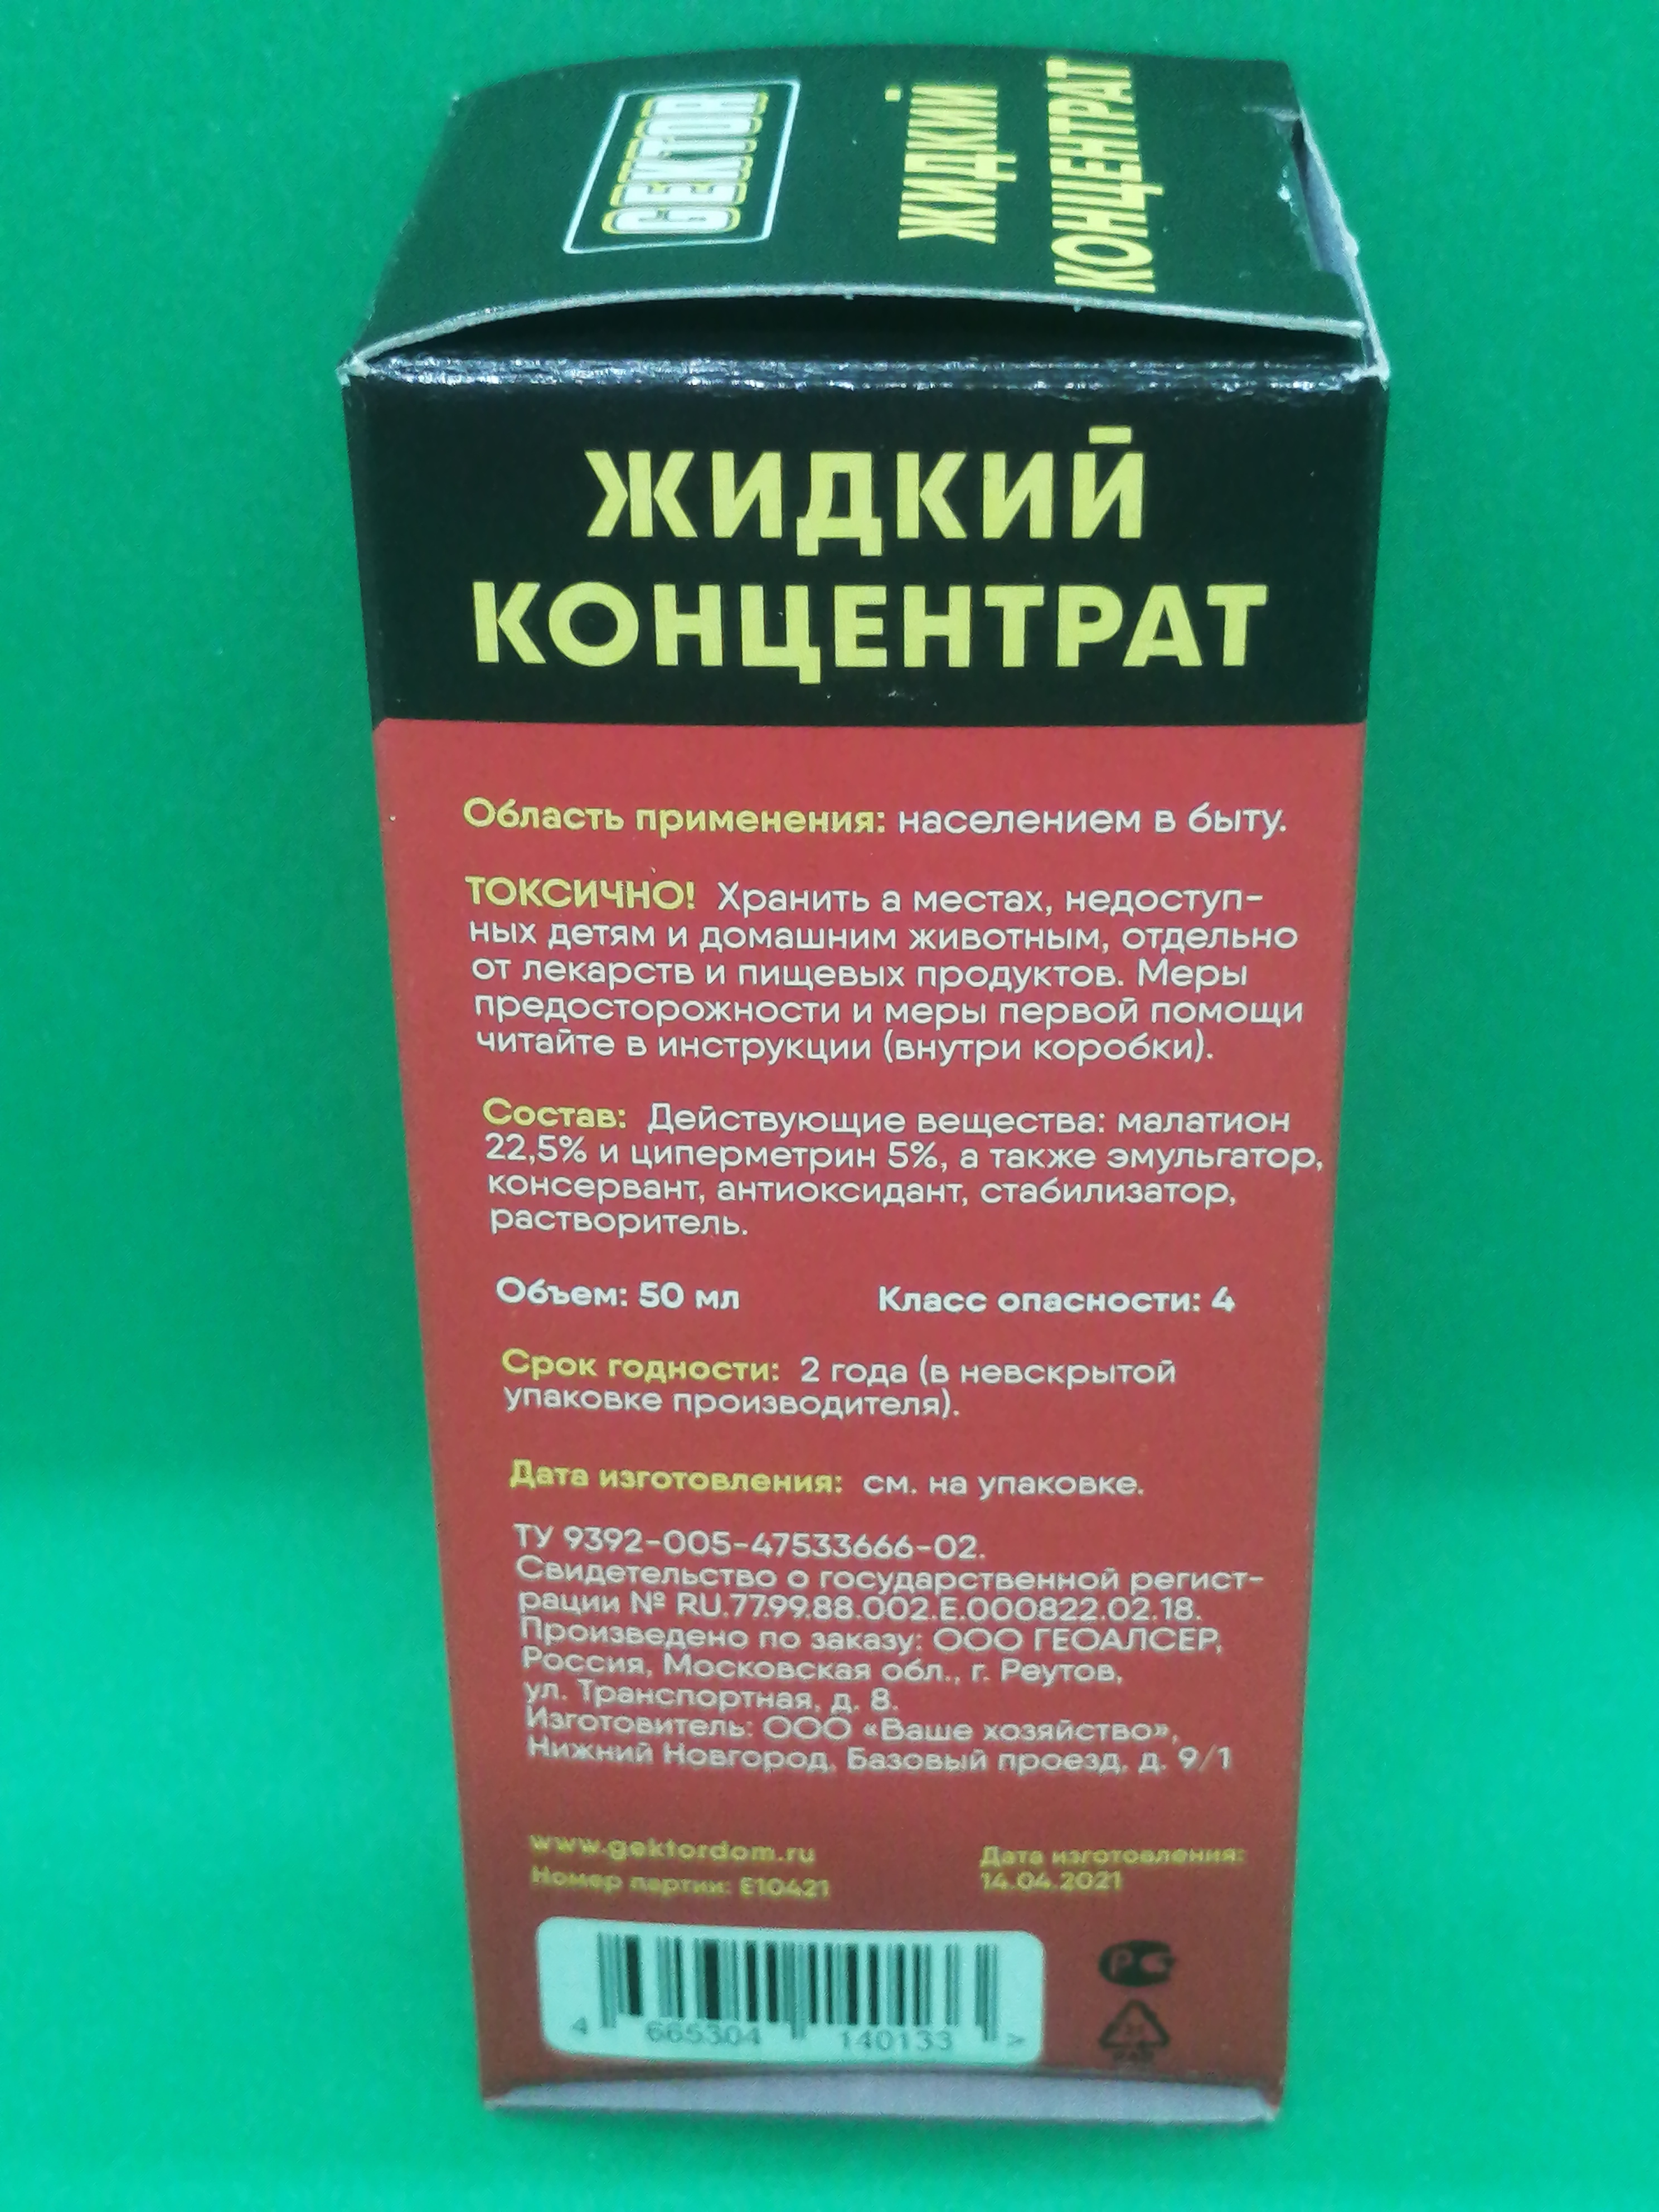 GEKTOR
ЖИДКИЙ
КОНЦЕНТРАТ
ЖИДКИЙ
КОНЦЕНТРАТ
Область применения: населением в быту.
ТОКСИЧНО! Хранить а местах, недоступ-
ных детям и домашним животным, отдельно
от лекарств и пищевых продуктов. Меры
предосторожности и меры первой помощи
читайте в инструкции (внутри коробки).
Состав: Действующие вещества: малатион
22,5% и циперметрин 5%, а также эмульгатор,
консервант, антиоксидант, стабилизатор,
растворитель.
Объем: 50 мл Класс опасности: 4
Срок годности: 2 года (в невскрытой
упаковке производителя).
Дата изготовления: см. на упаковке.
ТУ 9392-005-47533666-02.
Свидетельство о государственной регист-
рации № RU.77.99.88.002.E.000822.02.18.
Произведено по заказу: ООО ГЕОАЛСЕР,
Россия, Московская обл., г. Реутов,
ул. Транспортная, д. 8.
Изготовитель: ООО «Ваше хозяйство»,
Нижний Новгород, Базовый проезд, д. 9/1
www.gektordom.ru
Номер партии: E10421
Дата изготовления:
14.04.2021
4 665304 140133 >